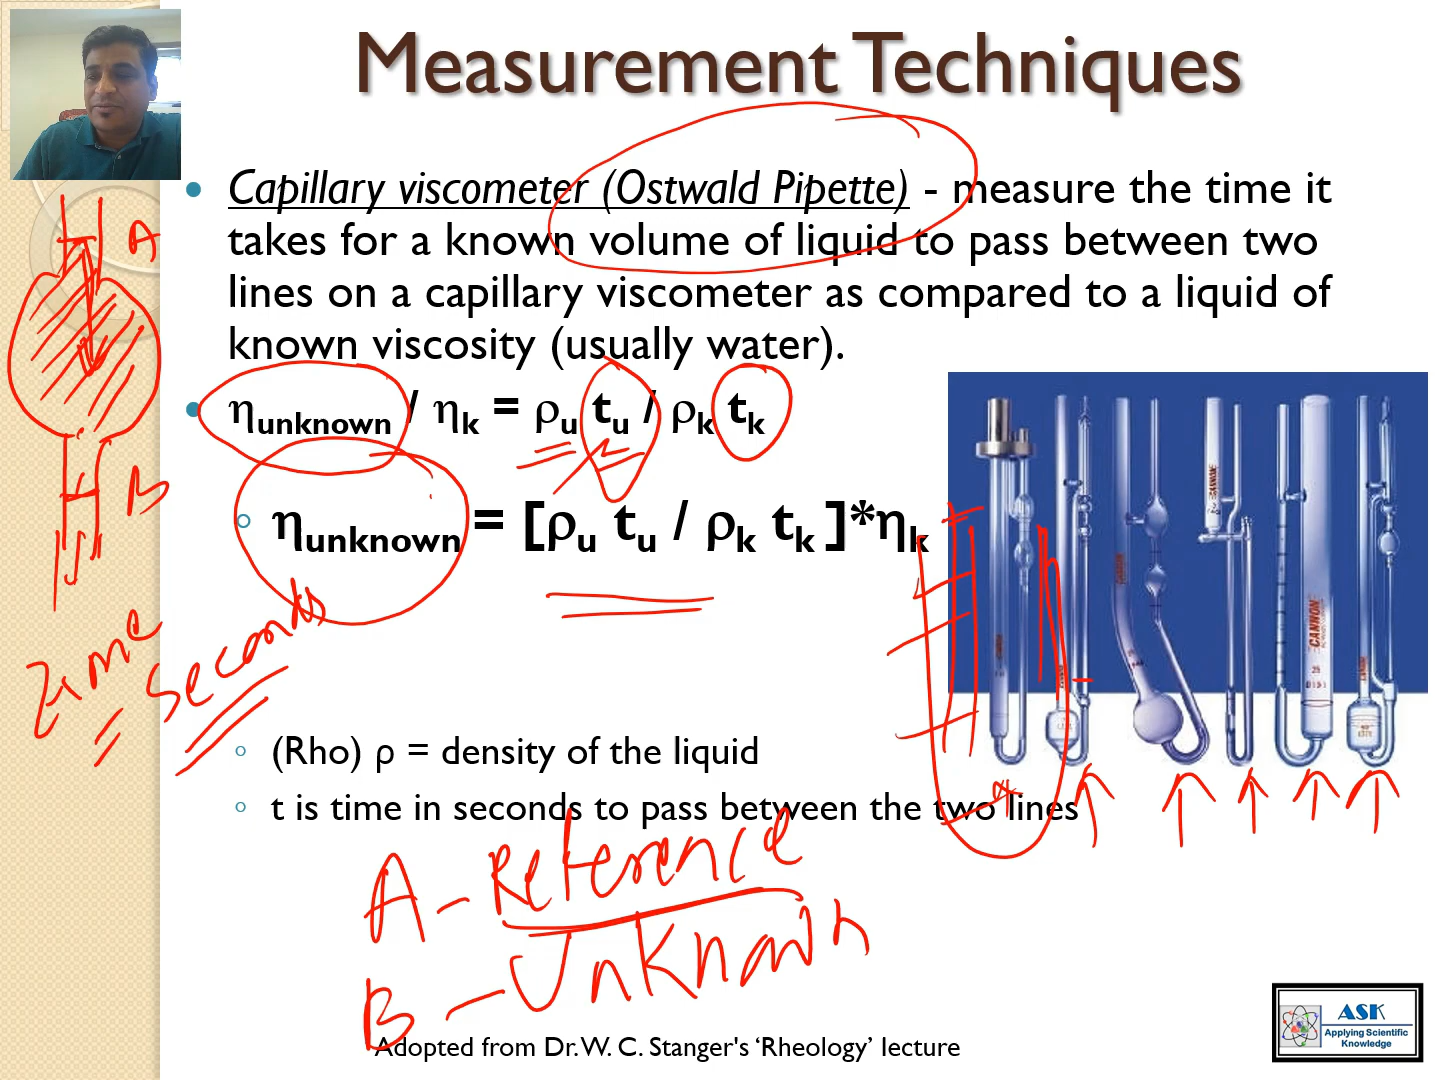 Measurement Techniques
Capillary viscometer (Ostwald Pipette) - measure the time it
takes for a known volume of liquid to pass between two
lines on a capillary viscometer as compared to a liquid of
known viscosity (usually water).
ηunknown / ηk = ρu tu / ρk tk
ηunknown = [ρu tu / ρk tk ]*ηk
A
B
Time
Seconds
(Rho) ρ = density of the liquid
t is time in seconds to pass between the two lines
A - Reference
B - Unknown
Adopted from Dr. W. C. Stanger's ‘Rheology’ lecture
CANNON
CANNON
ASK
Applying Scientific
Knowledge